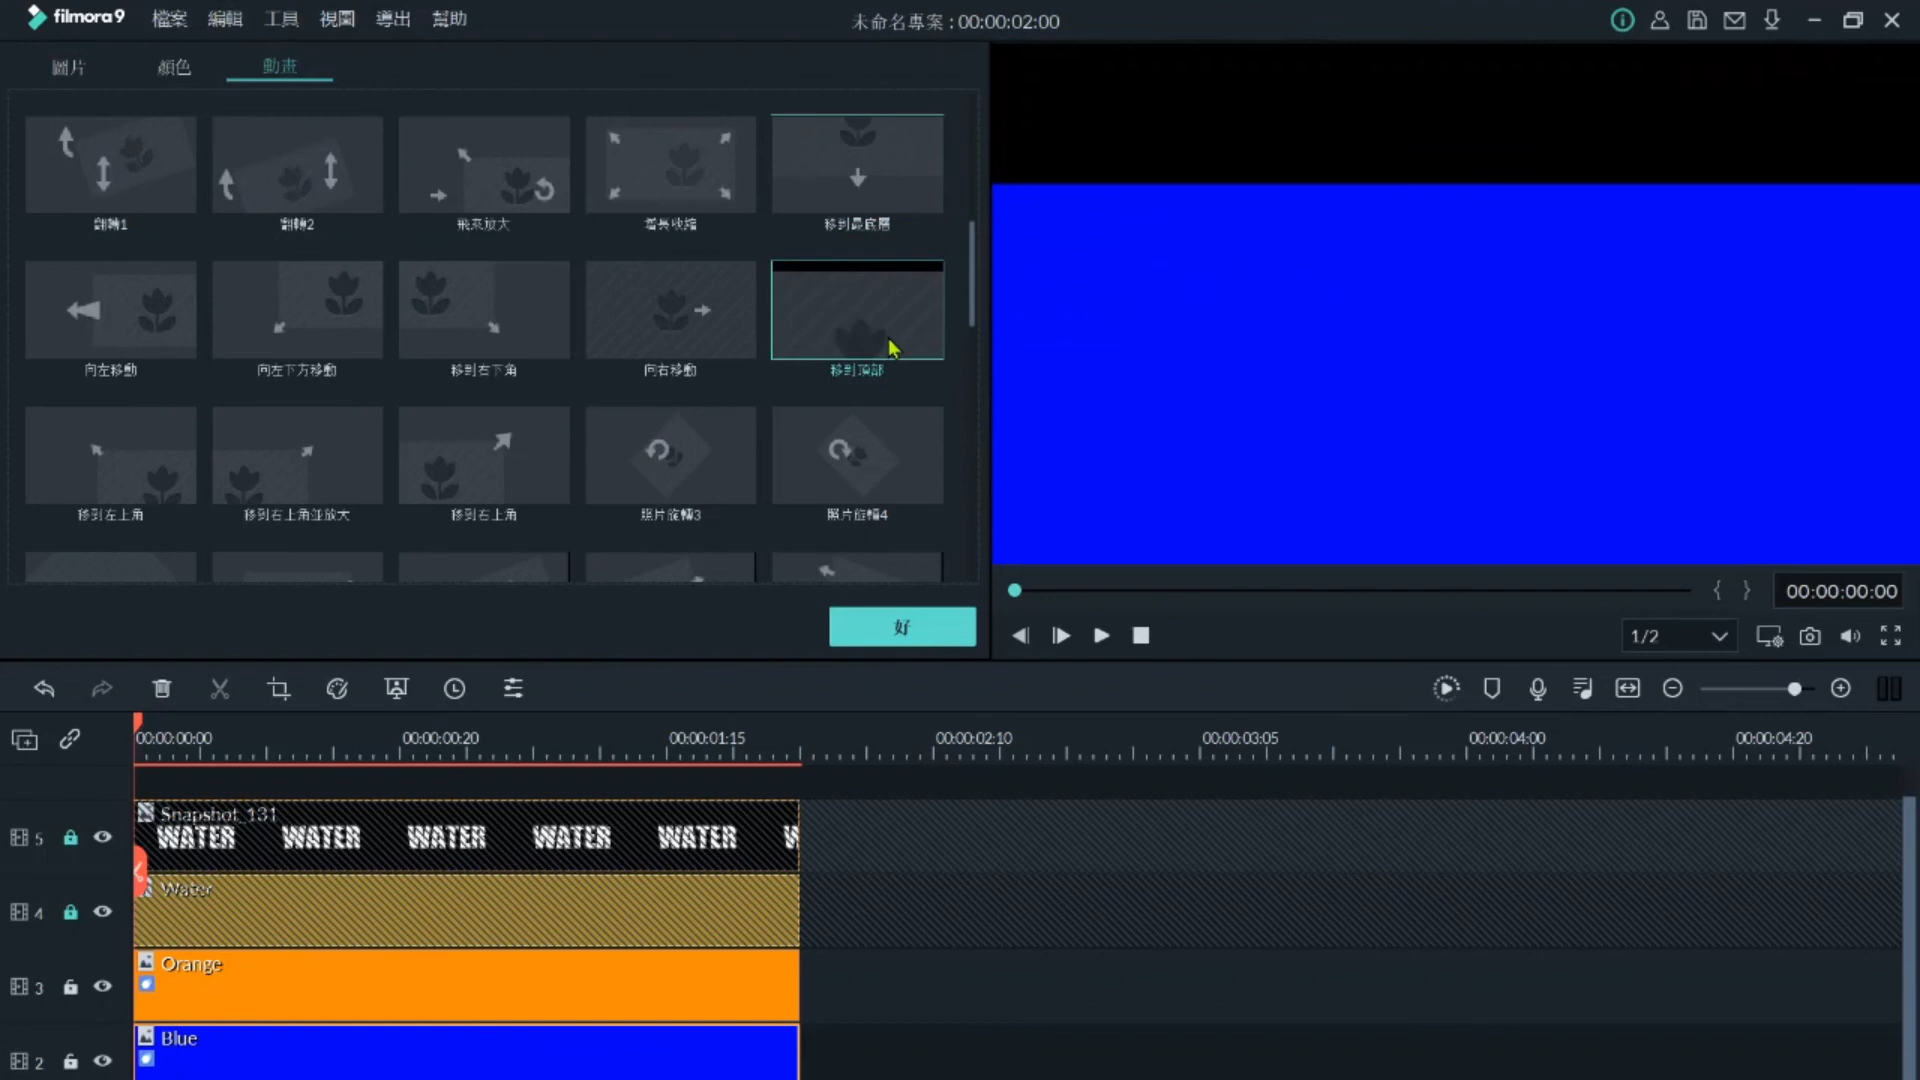 filmora9 檔案 編輯 工具 視圖 導出 幫助
未命名專案 : 00:00:02:00
圖片 顏色 動畫
翻轉1 翻轉2 飛來放大 增長收縮 移到最底層
向左移動 向左下方移動 移到右下角 向右移動 移到頂部
移到左上角 移到右上角並放大 移到右上角 照片旋轉3 照片旋轉4
好
00:00:00:00
1/2
00:00:00:00 00:00:00:20 00:00:01:15 00:00:02:10 00:00:03:05 00:00:04:00 00:00:04:20
Snapshot_131
WATER WATER WATER WATER WATER W
5
Water
4
Orange
3
Blue
2